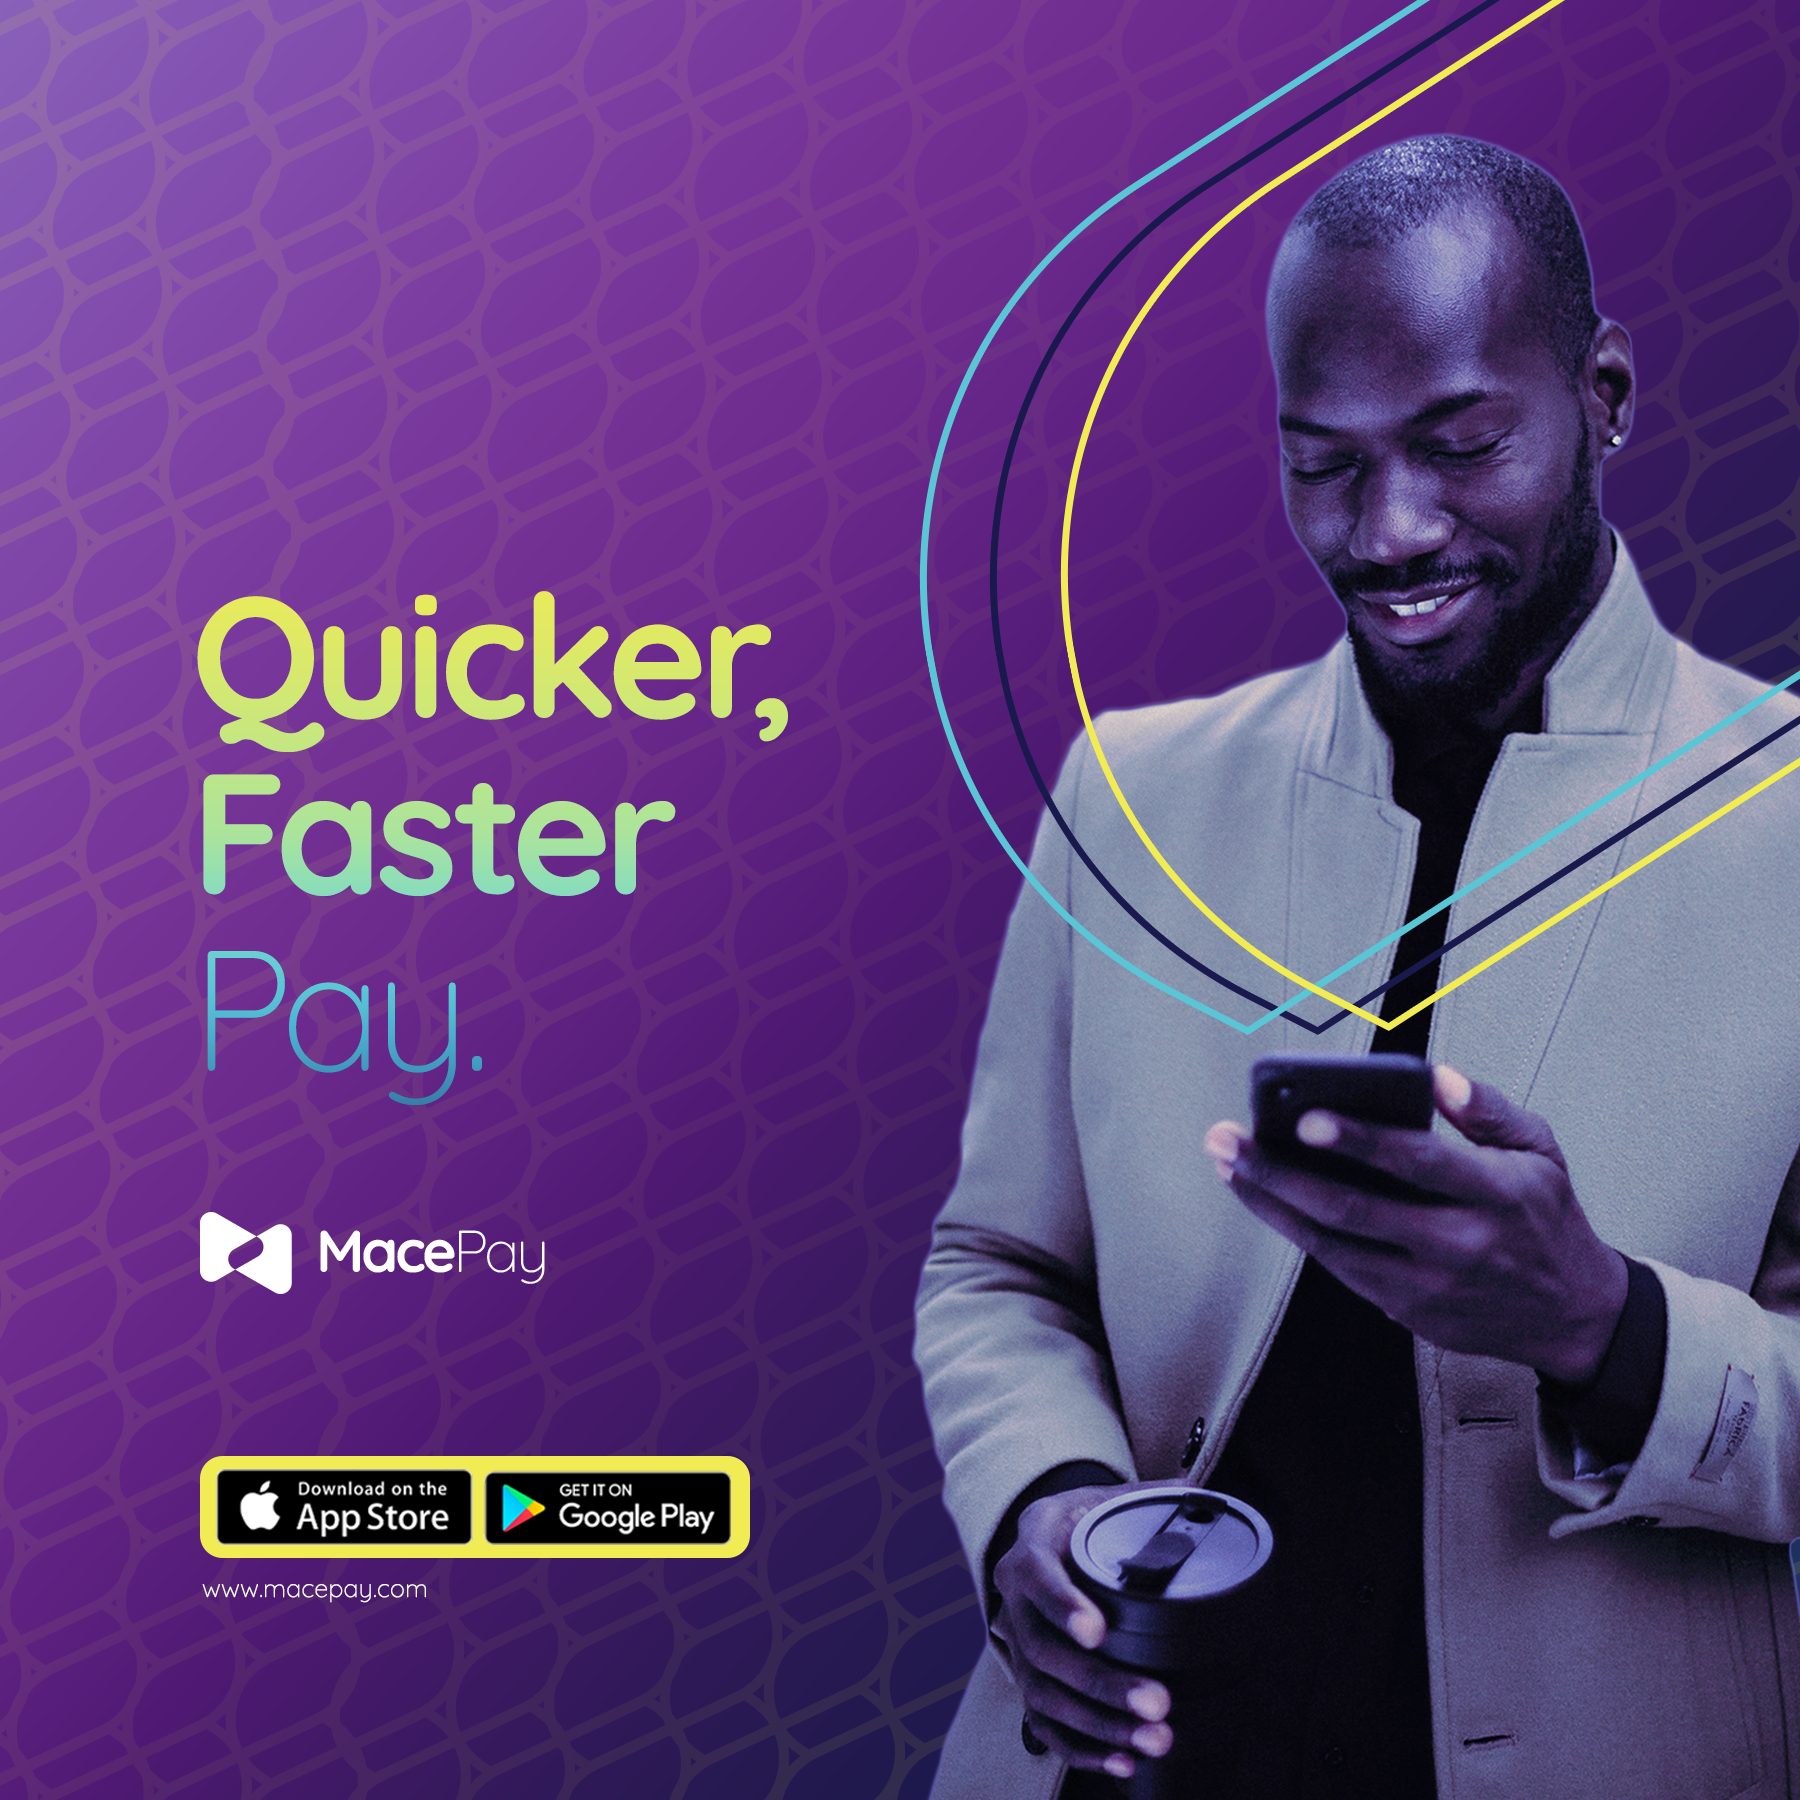 Quicker,
Faster
Pay.
MacePay
Download on the
App Store
GET IT ON
Google Play
www.macepay.com